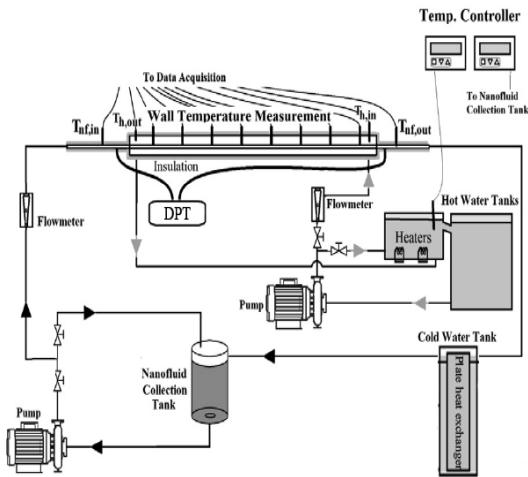 Temp. Controller
To Nanofluid
Collection Tank
To Data Acquisition
Wall Temperature Measurement
Tnf,in
Th,out
Th,in
Tnf,out
Insulation
DPT
Flowmeter
Flowmeter
Hot Water Tanks
Heaters
Pump
Cold Water Tank
Plate heat exchanger
Nanofluid
Collection
Tank
Pump